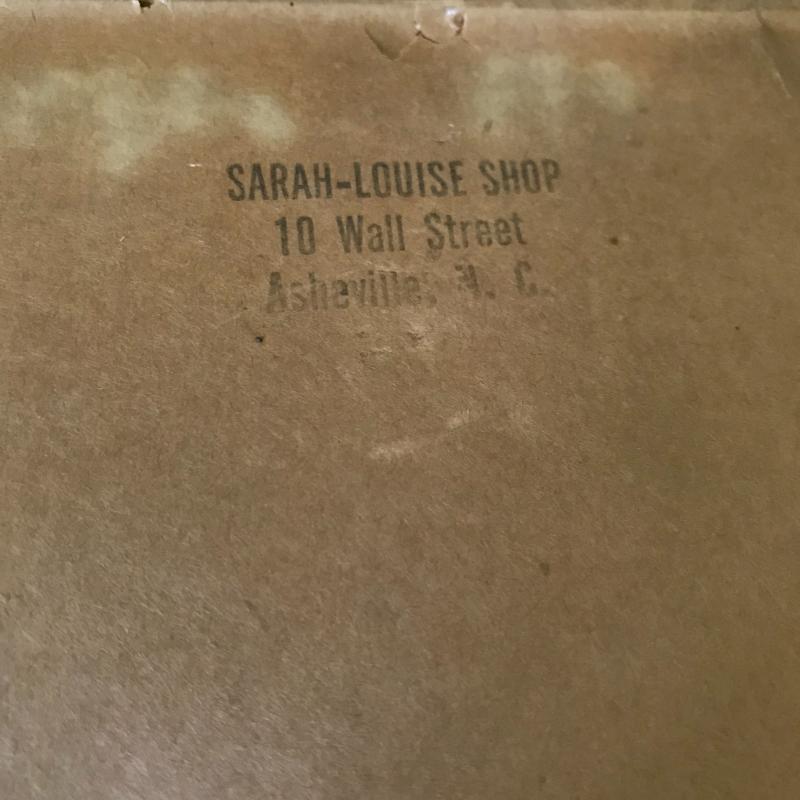 SARAH-LOUISE SHOP
10 Wall Street
Asheville, N. C.